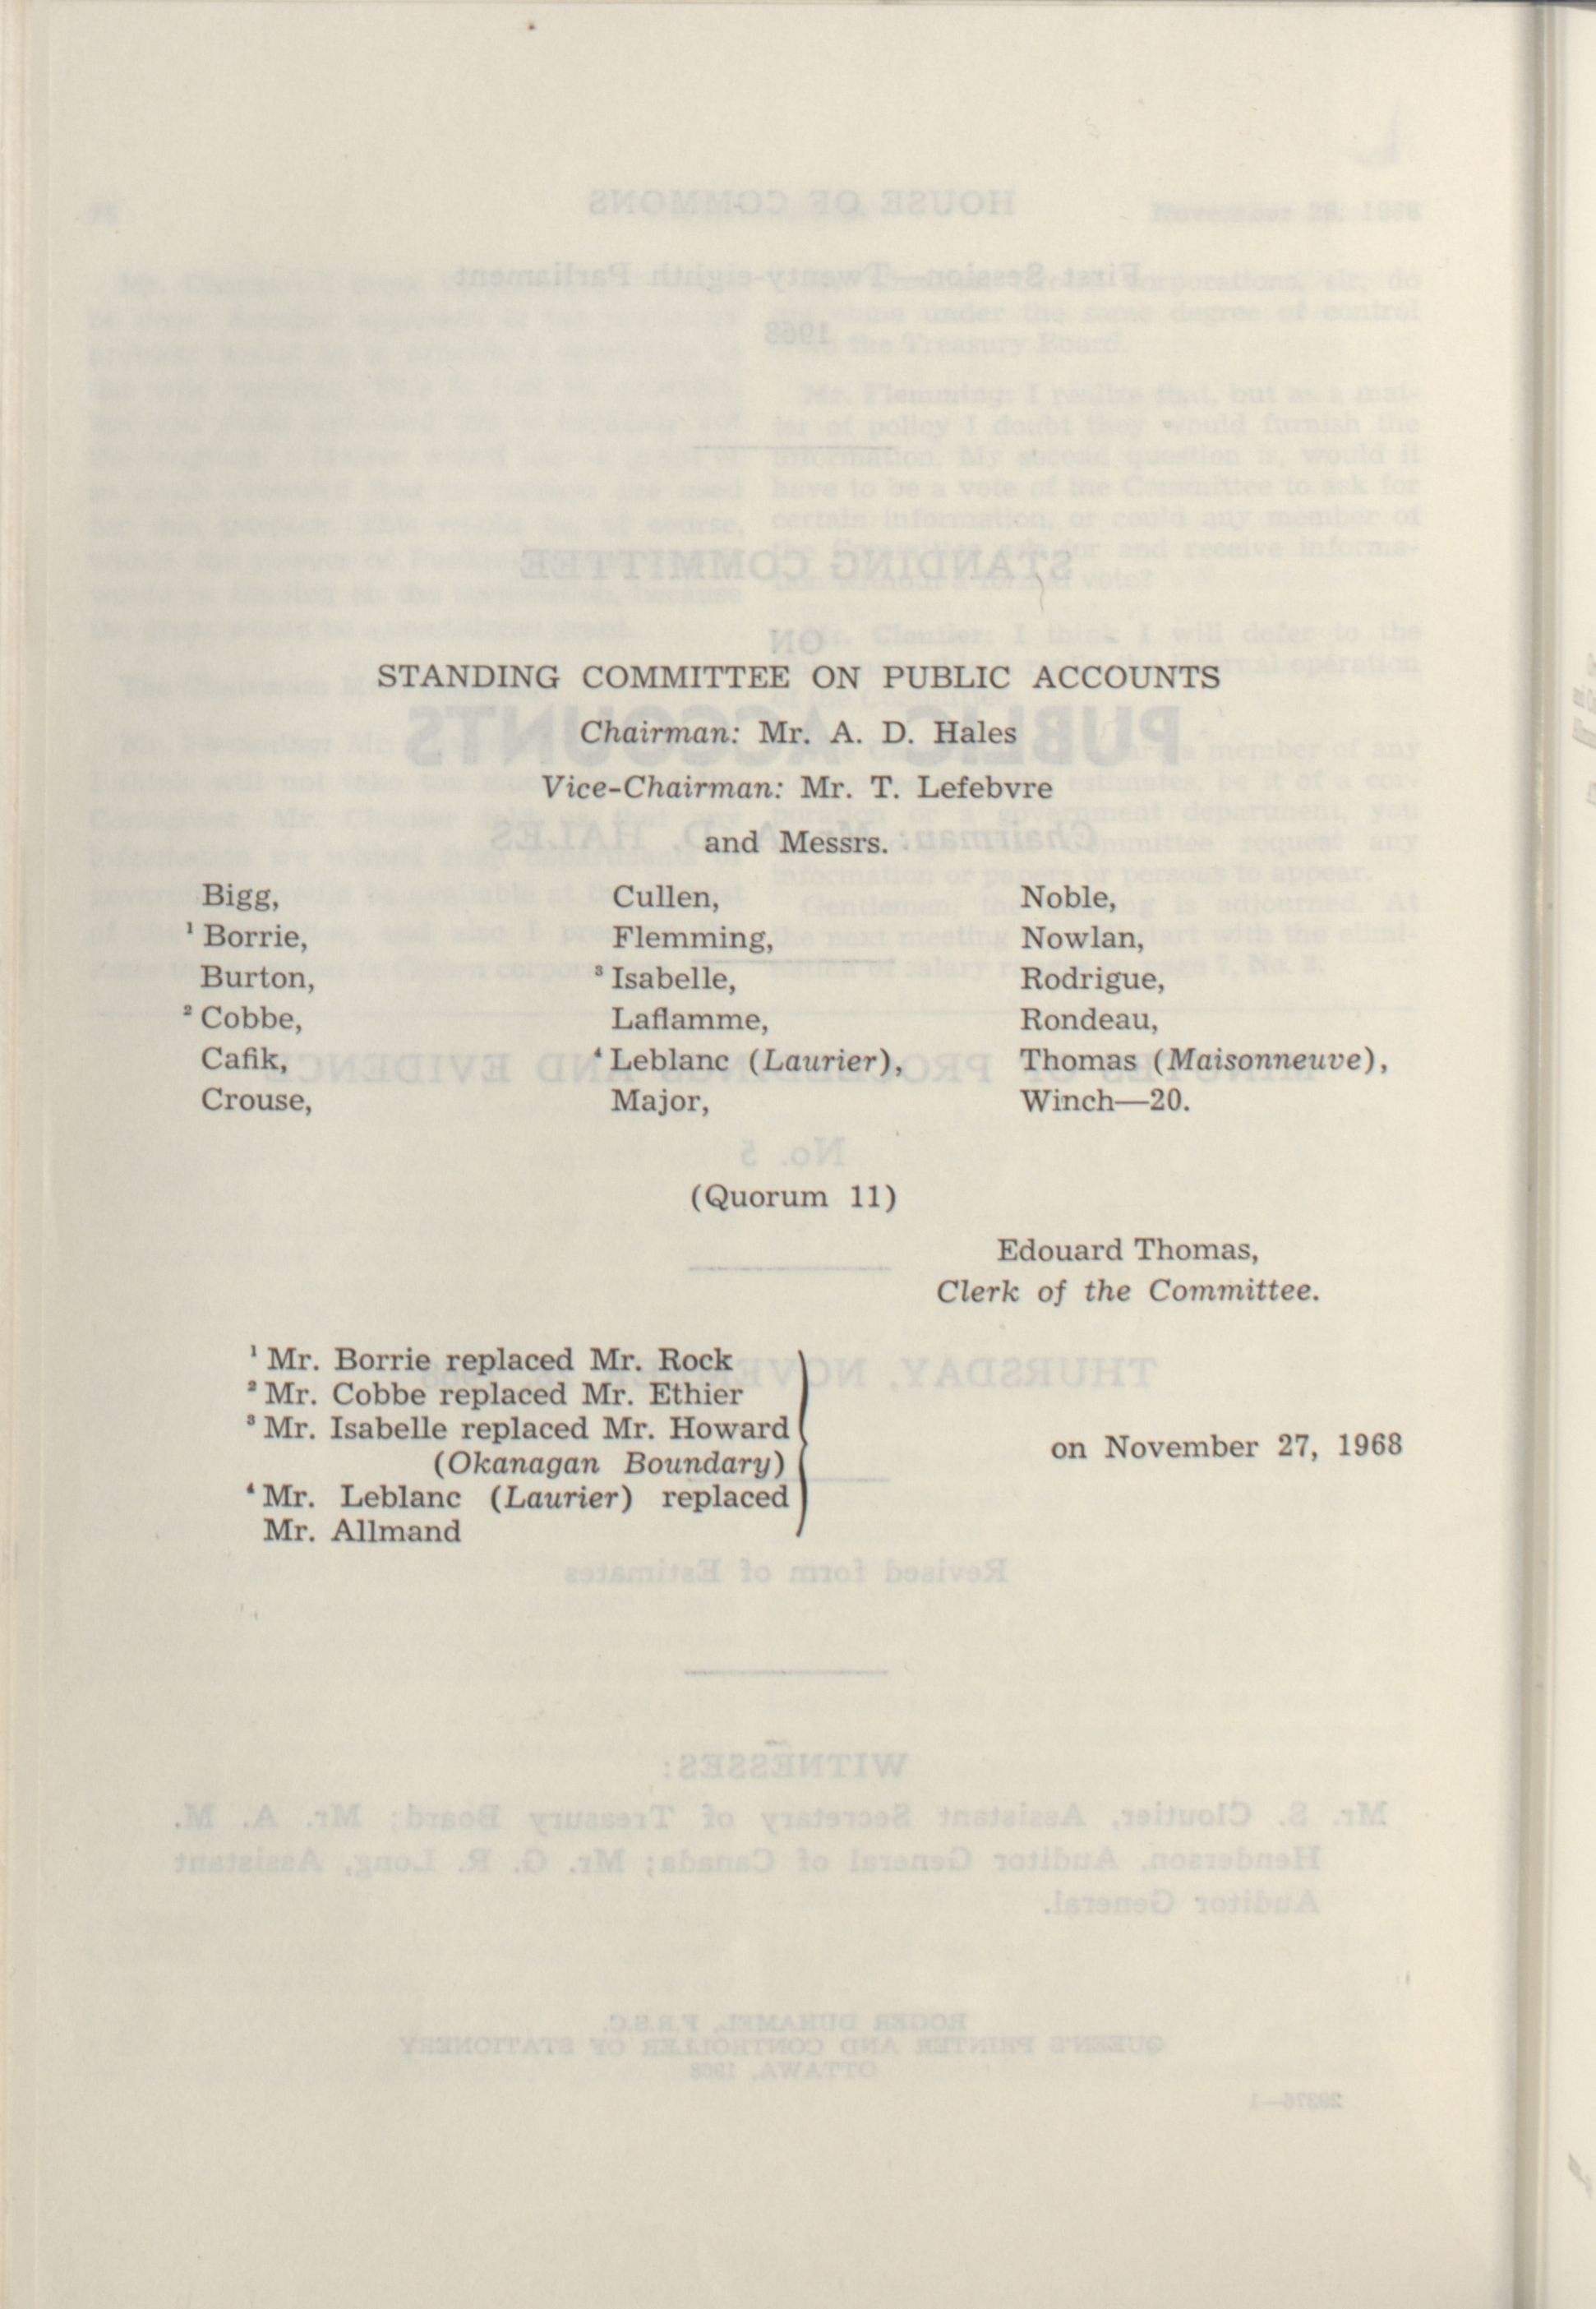 STANDING COMMITTEE ON PUBLIC ACCOUNTS
Chairman: Mr. A. D. Hales
Vice-Chairman: Mr. T. Lefebvre
and Messrs.
Bigg, Cullen, Noble,
¹ Borrie, Flemming, Nowlan,
Burton, ³ Isabelle, Rodrigue,
² Cobbe, Laflamme, Rondeau,
Cafik, ⁴ Leblanc (Laurier), Thomas (Maisonneuve),
Crouse, Major, Winch—20.
(Quorum 11)
Edouard Thomas,
Clerk of the Committee.
¹ Mr. Borrie replaced Mr. Rock
² Mr. Cobbe replaced Mr. Ethier
³ Mr. Isabelle replaced Mr. Howard
(Okanagan Boundary)
⁴ Mr. Leblanc (Laurier) replaced
Mr. Allmand
on November 27, 1968